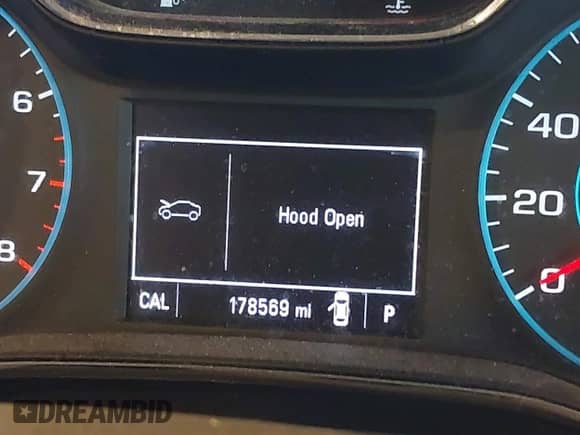 6
7
8
40
20
0
Hood Open
CAL
178569 mi
P
DREAMBID